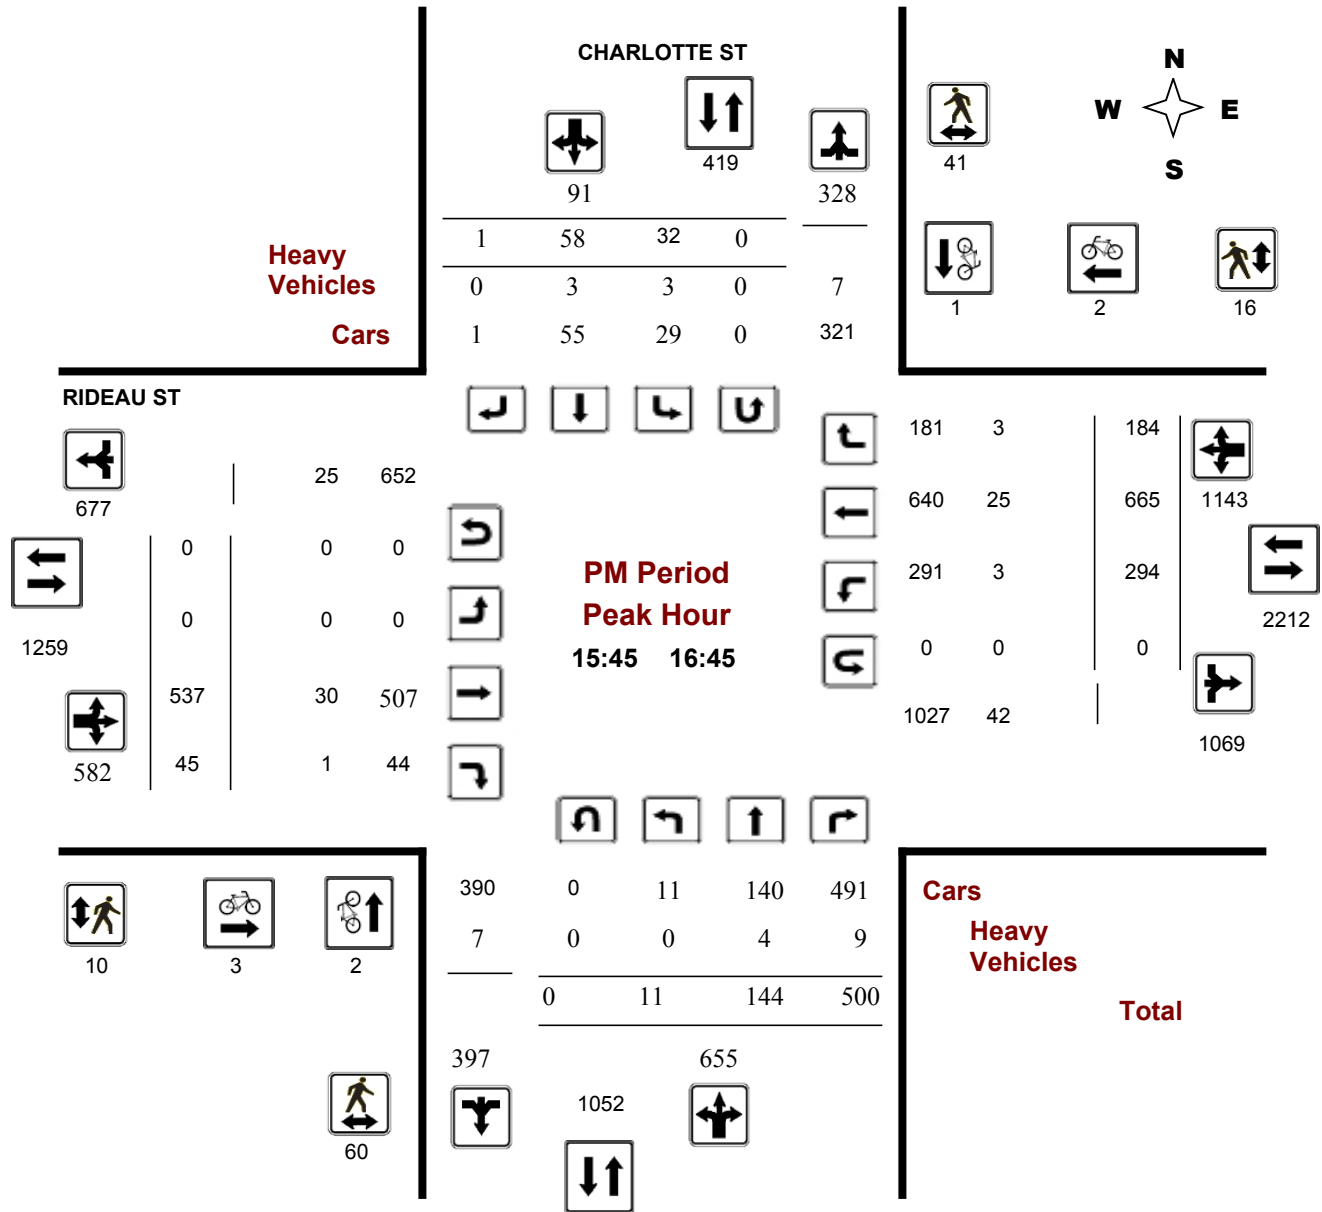 CHARLOTTE ST
N
W E
S
419
41
91
328
1 58 32 0
Heavy
Vehicles
0 3 3 0 7
Cars
1 55 29 0 321
1 2 16
RIDEAU ST
181 3 184
25 652
677
640 25 665 1143
0 0 0
PM Period
291 3 294
Peak Hour
0 0 0
2212
1259
15:45 16:45
0 0 0
537 30 507
1027 42
1069
582 45 1 44
390 0 11 140 491
Cars
7 0 0 4 9
Heavy
Vehicles
10 3 2
0 11 144 500
Total
397 655
1052
60